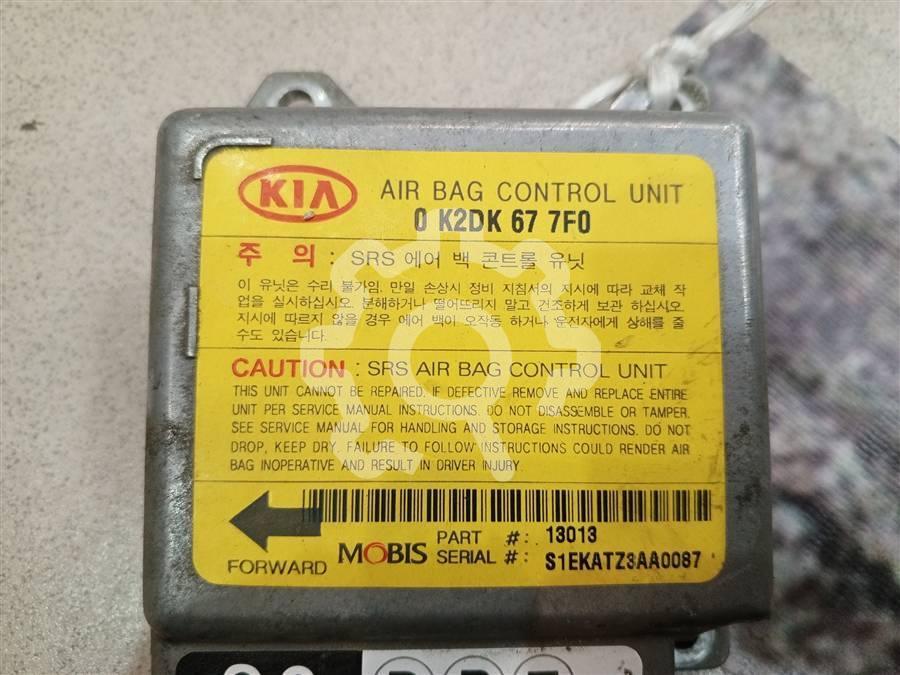 KIA AIR BAG CONTROL UNIT
0 K2DK 67 7F0
주 의 : SRS 에어 백 콘트롤 유닛
이 유닛은 수리 불가임. 만일 손상시 정비 지침서의 지시에 따라 교체 작
업을 실시하십시오. 분해하거나 떨어뜨리지 말고 건조하게 보관 하십시오.
지시에 따르지 않을 경우 에어 백이 오작동 하거나 운전자에게 상해를 줄
수도 있습니다.
CAUTION : SRS AIR BAG CONTROL UNIT
THIS UNIT CANNOT BE REPAIRED. IF DEFECTIVE REMOVE AND REPLACE ENTIRE
UNIT PER SERVICE MANUAL INSTRUCTIONS. DO NOT DISASSEMBLE OR TAMPER.
SEE SERVICE MANUAL FOR HANDLING AND STORAGE INSTRUCTIONS. DO NOT
DROP, KEEP DRY. FAILURE TO FOLLOW INSTRUCTIONS COULD RENDER AIR
BAG INOPERATIVE AND RESULT IN DRIVER INJURY.
PART #: 13013
FORWARD MOBIS SERIAL #: S1EKATZ3AA0087